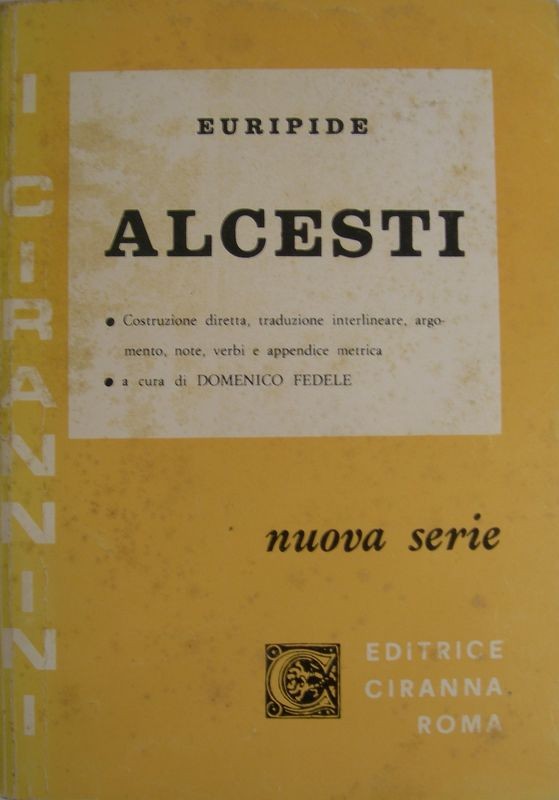 I CIRANNINI
EURIPIDE
ALCESTI
• Costruzione diretta, traduzione interlineare, argo-
mento, note, verbi e appendice metrica
• a cura di DOMENICO FEDELE
nuova serie
C
EDITRICE
CIRANNA
ROMA